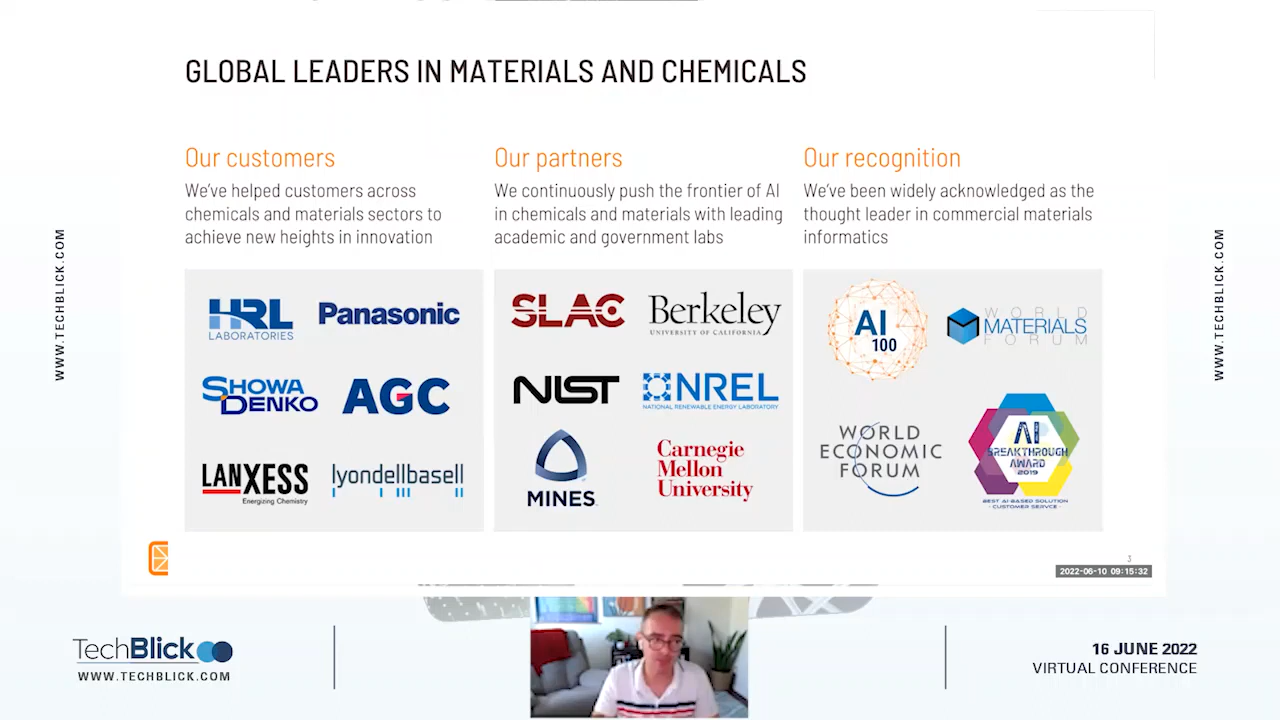 GLOBAL LEADERS IN MATERIALS AND CHEMICALS
Our customers
We've helped customers across
chemicals and materials sectors to
achieve new heights in innovation
HRL
LABORATORIES
Panasonic
SHOWA
DENKO
AGC
LANXESS
Energizing Chemistry
lyondellbasell
Our partners
We continuously push the frontier of AI
in chemicals and materials with leading
academic and government labs
SLAC
Berkeley
UNIVERSITY OF CALIFORNIA
NIST
NREL
NATIONAL RENEWABLE ENERGY LABORATORY
MINES
Carnegie
Mellon
University
Our recognition
We've been widely acknowledged as the
thought leader in commercial materials
informatics
AI
100
WORLD
MATERIALS
FORUM
WORLD
ECONOMIC
FORUM
AI
BREAKTHROUGH
AWARD
2019
BEST AI-BASED SOLUTION
- CUSTOMER SERVICE -
3
2022-06-10 09:15:32
WWW.TECHBLICK.COM
WWW.TECHBLICK.COM
TechBlick
WWW.TECHBLICK.COM
16 JUNE 2022
VIRTUAL CONFERENCE